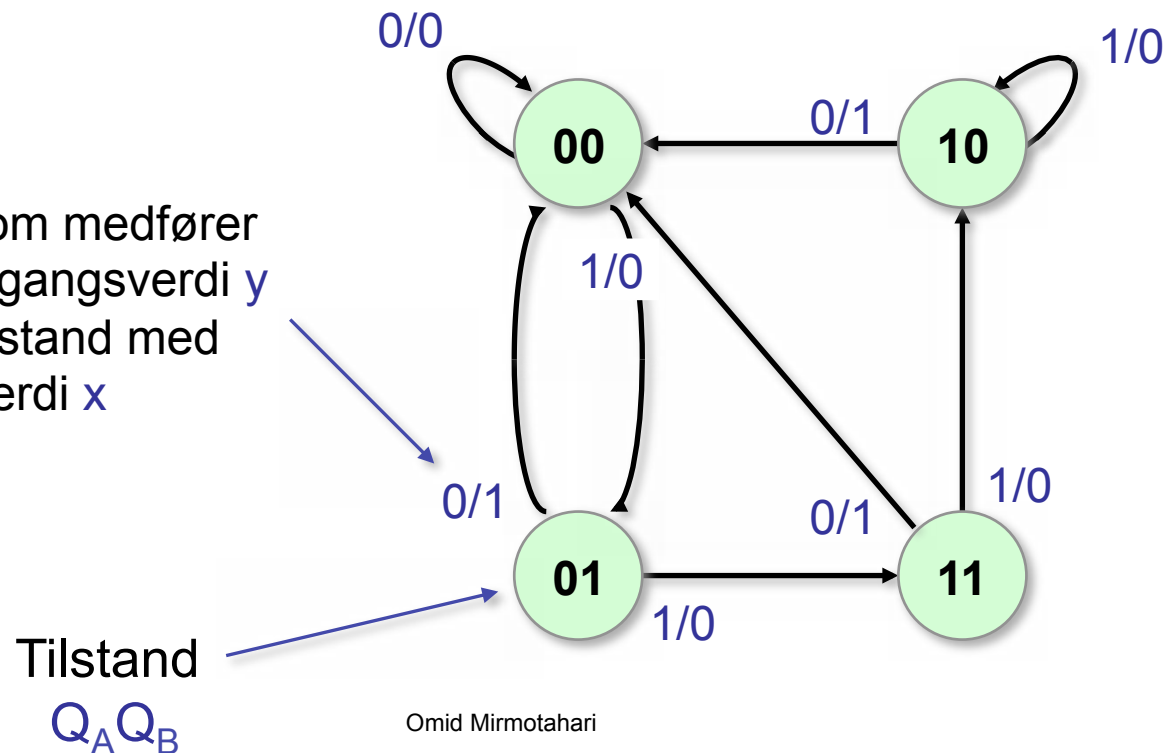 0/0
1/0
0/1
00
10
om medfører
gangsverdi y
stand med
erdi x
1/0
0/1
0/1
1/0
01
11
1/0
Tilstand
QAQB
Omid Mirmotahari